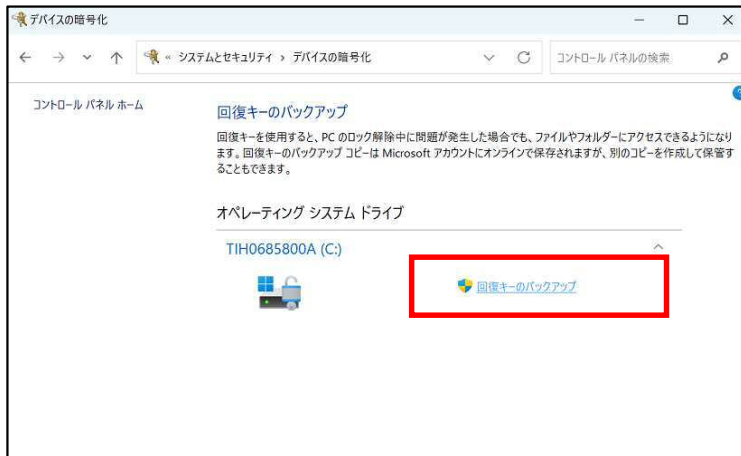 デバイスの暗号化
« システムとセキュリティ › デバイスの暗号化
コントロール パネルの検索
コントロール パネル ホーム
回復キーのバックアップ
回復キーを使用すると、PC のロック解除中に問題が発生した場合でも、ファイルやフォルダーにアクセスできるようになり
ます。回復キーのバックアップ コピーは Microsoft アカウントにオンラインで保存されますが、別のコピーを作成して保管す
ることもできます。
オペレーティング システム ドライブ
TIH0685800A (C:)
回復キーのバックアップ